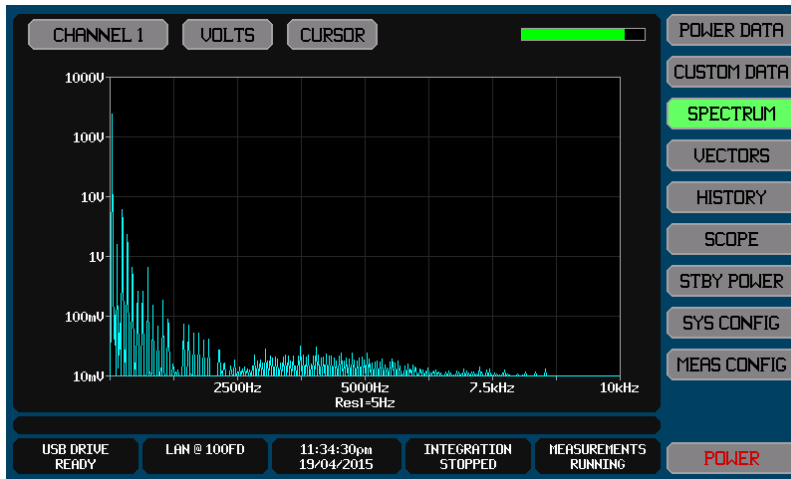 CHANNEL 1 VOLTS CURSOR
POWER DATA
CUSTOM DATA
SPECTRUM
VECTORS
HISTORY
SCOPE
STBY POWER
SYS CONFIG
MEAS CONFIG
1000V
100V
10V
1V
100mV
10mV
2500Hz 5000Hz 7.5kHz 10kHz
Resl=5Hz
USB DRIVE
READY
LAN @ 100FD
11:34:30pm
19/04/2015
INTEGRATION
STOPPED
MEASUREMENTS
RUNNING
POWER